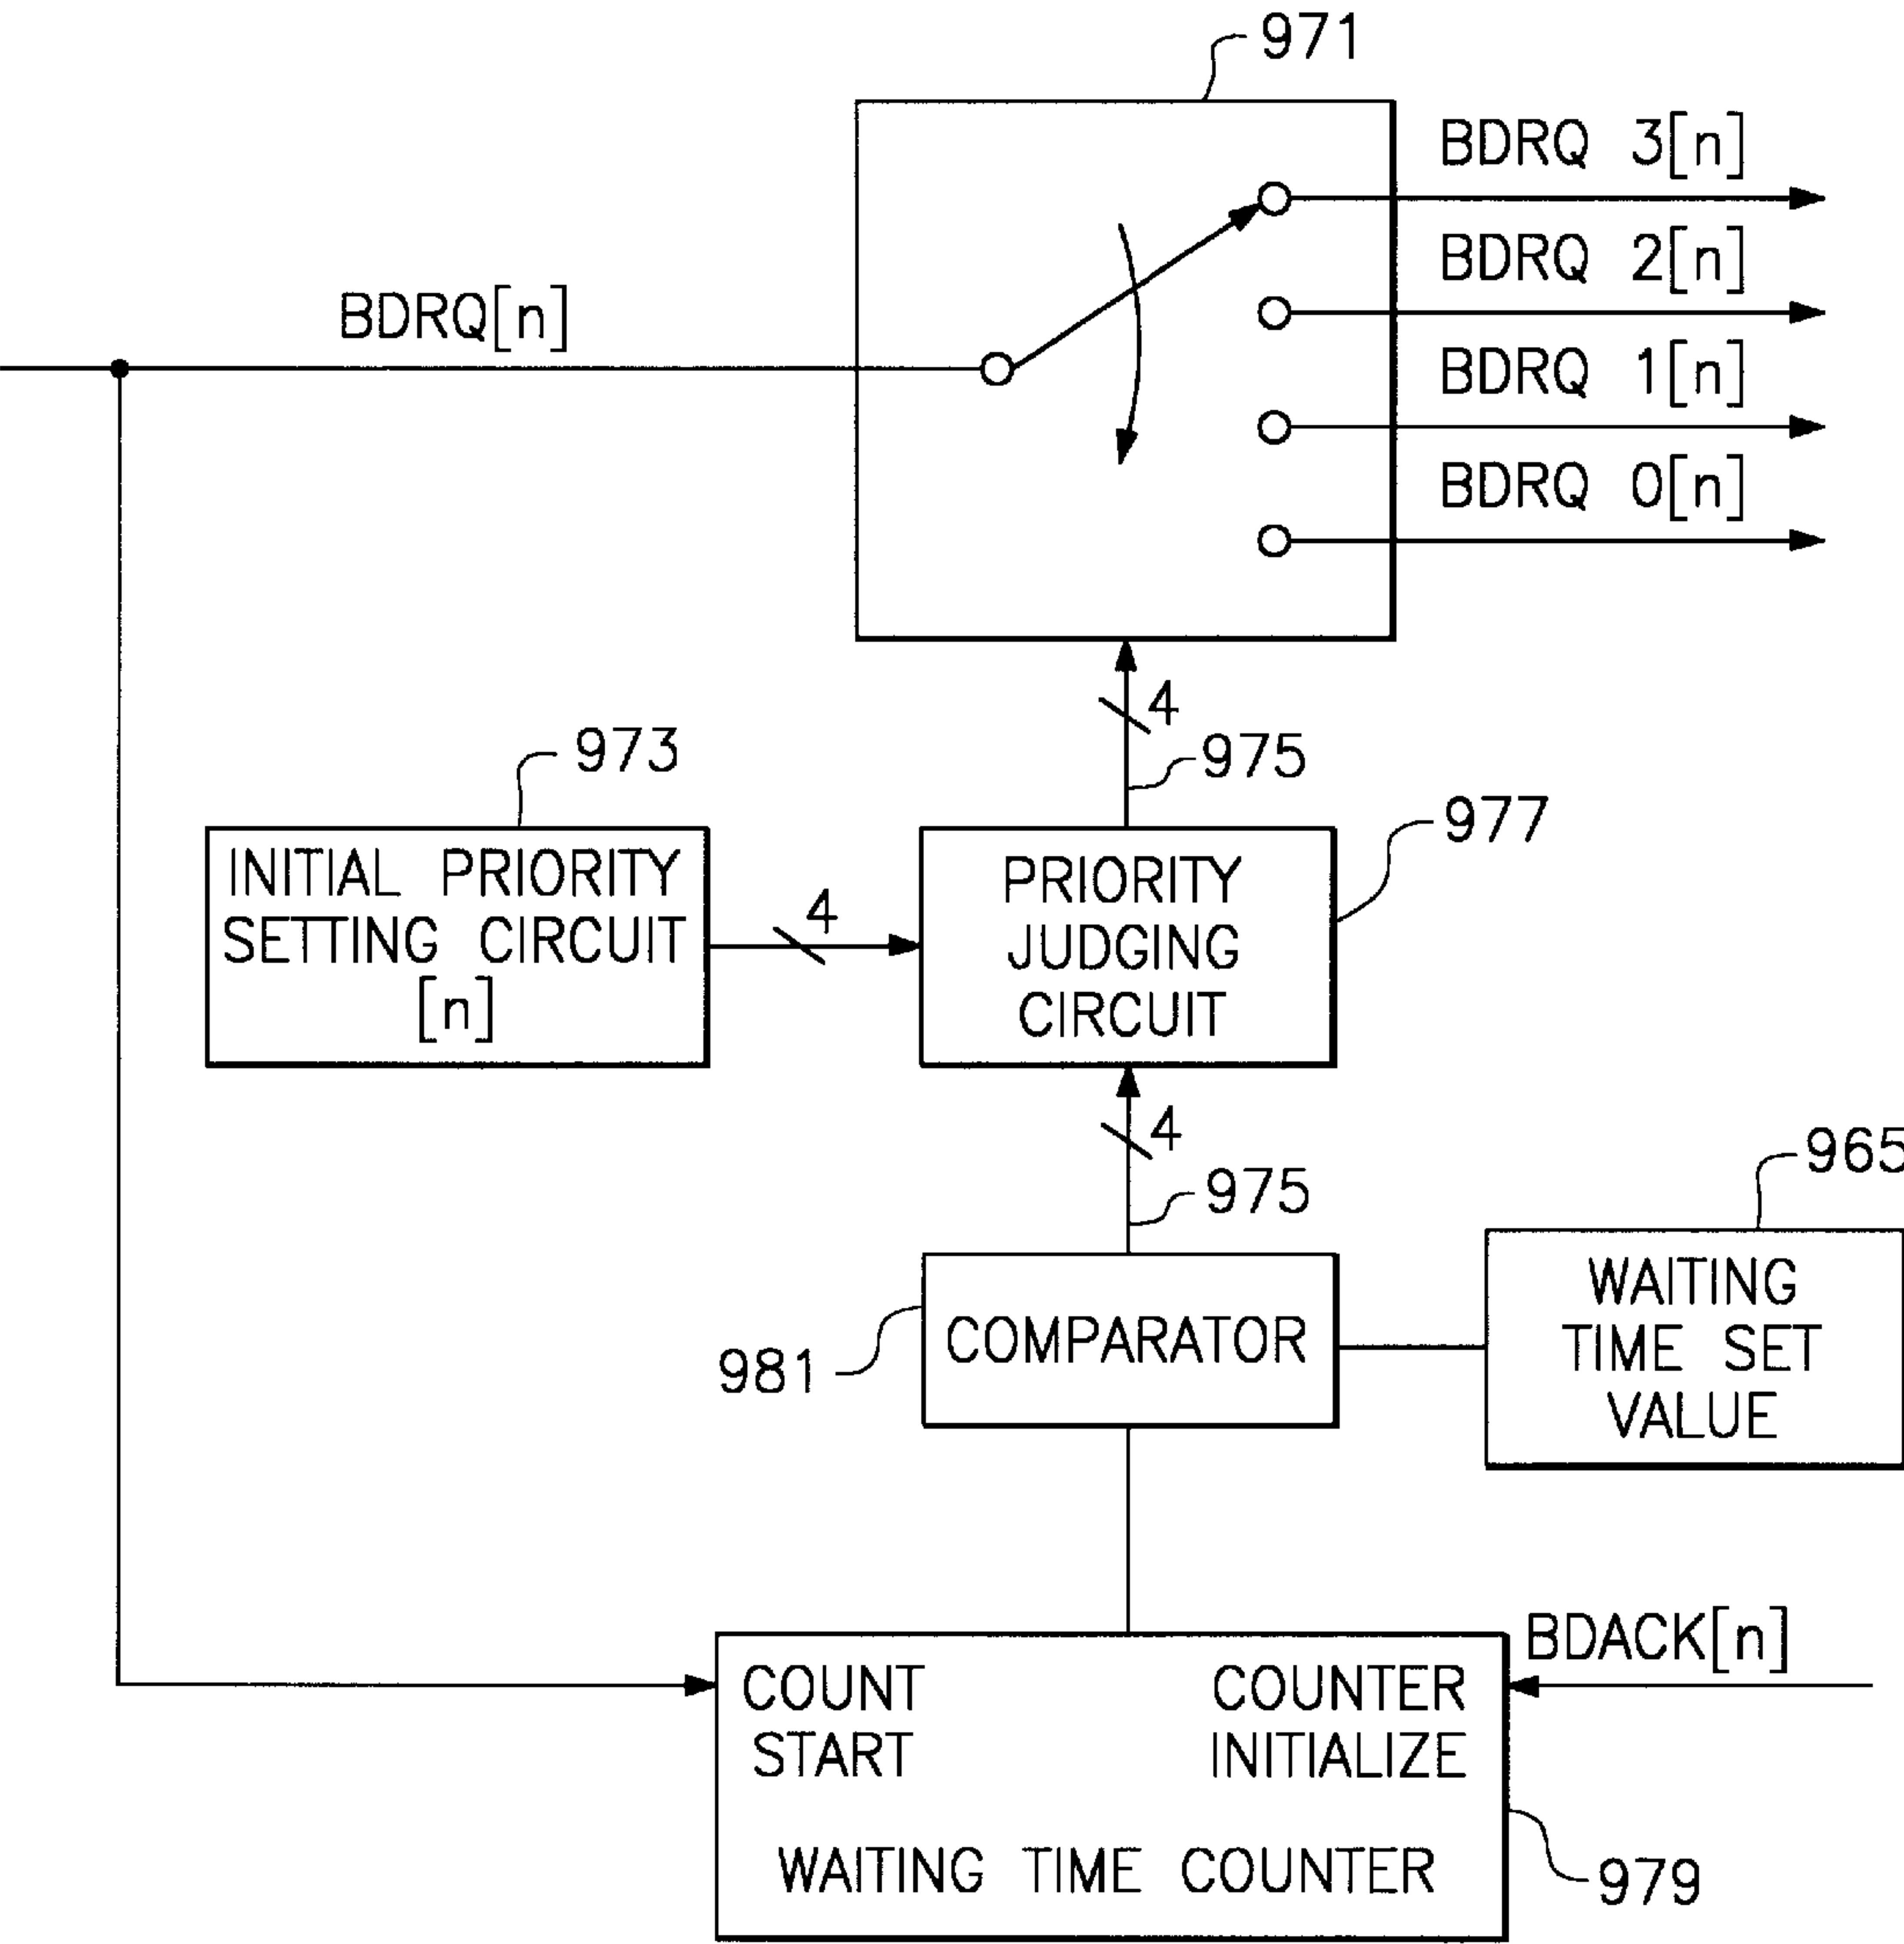 971
BDRQ 3[n]
BDRQ 2[n]
BDRQ[n]
BDRQ 1[n]
BDRQ 0[n]
4
975
973
977
INITIAL PRIORITY
SETTING CIRCUIT
[n]
4
PRIORITY
JUDGING
CIRCUIT
4
975
965
981
COMPARATOR
WAITING
TIME SET
VALUE
BDACK[n]
COUNT
START
COUNTER
INITIALIZE
WAITING TIME COUNTER
979